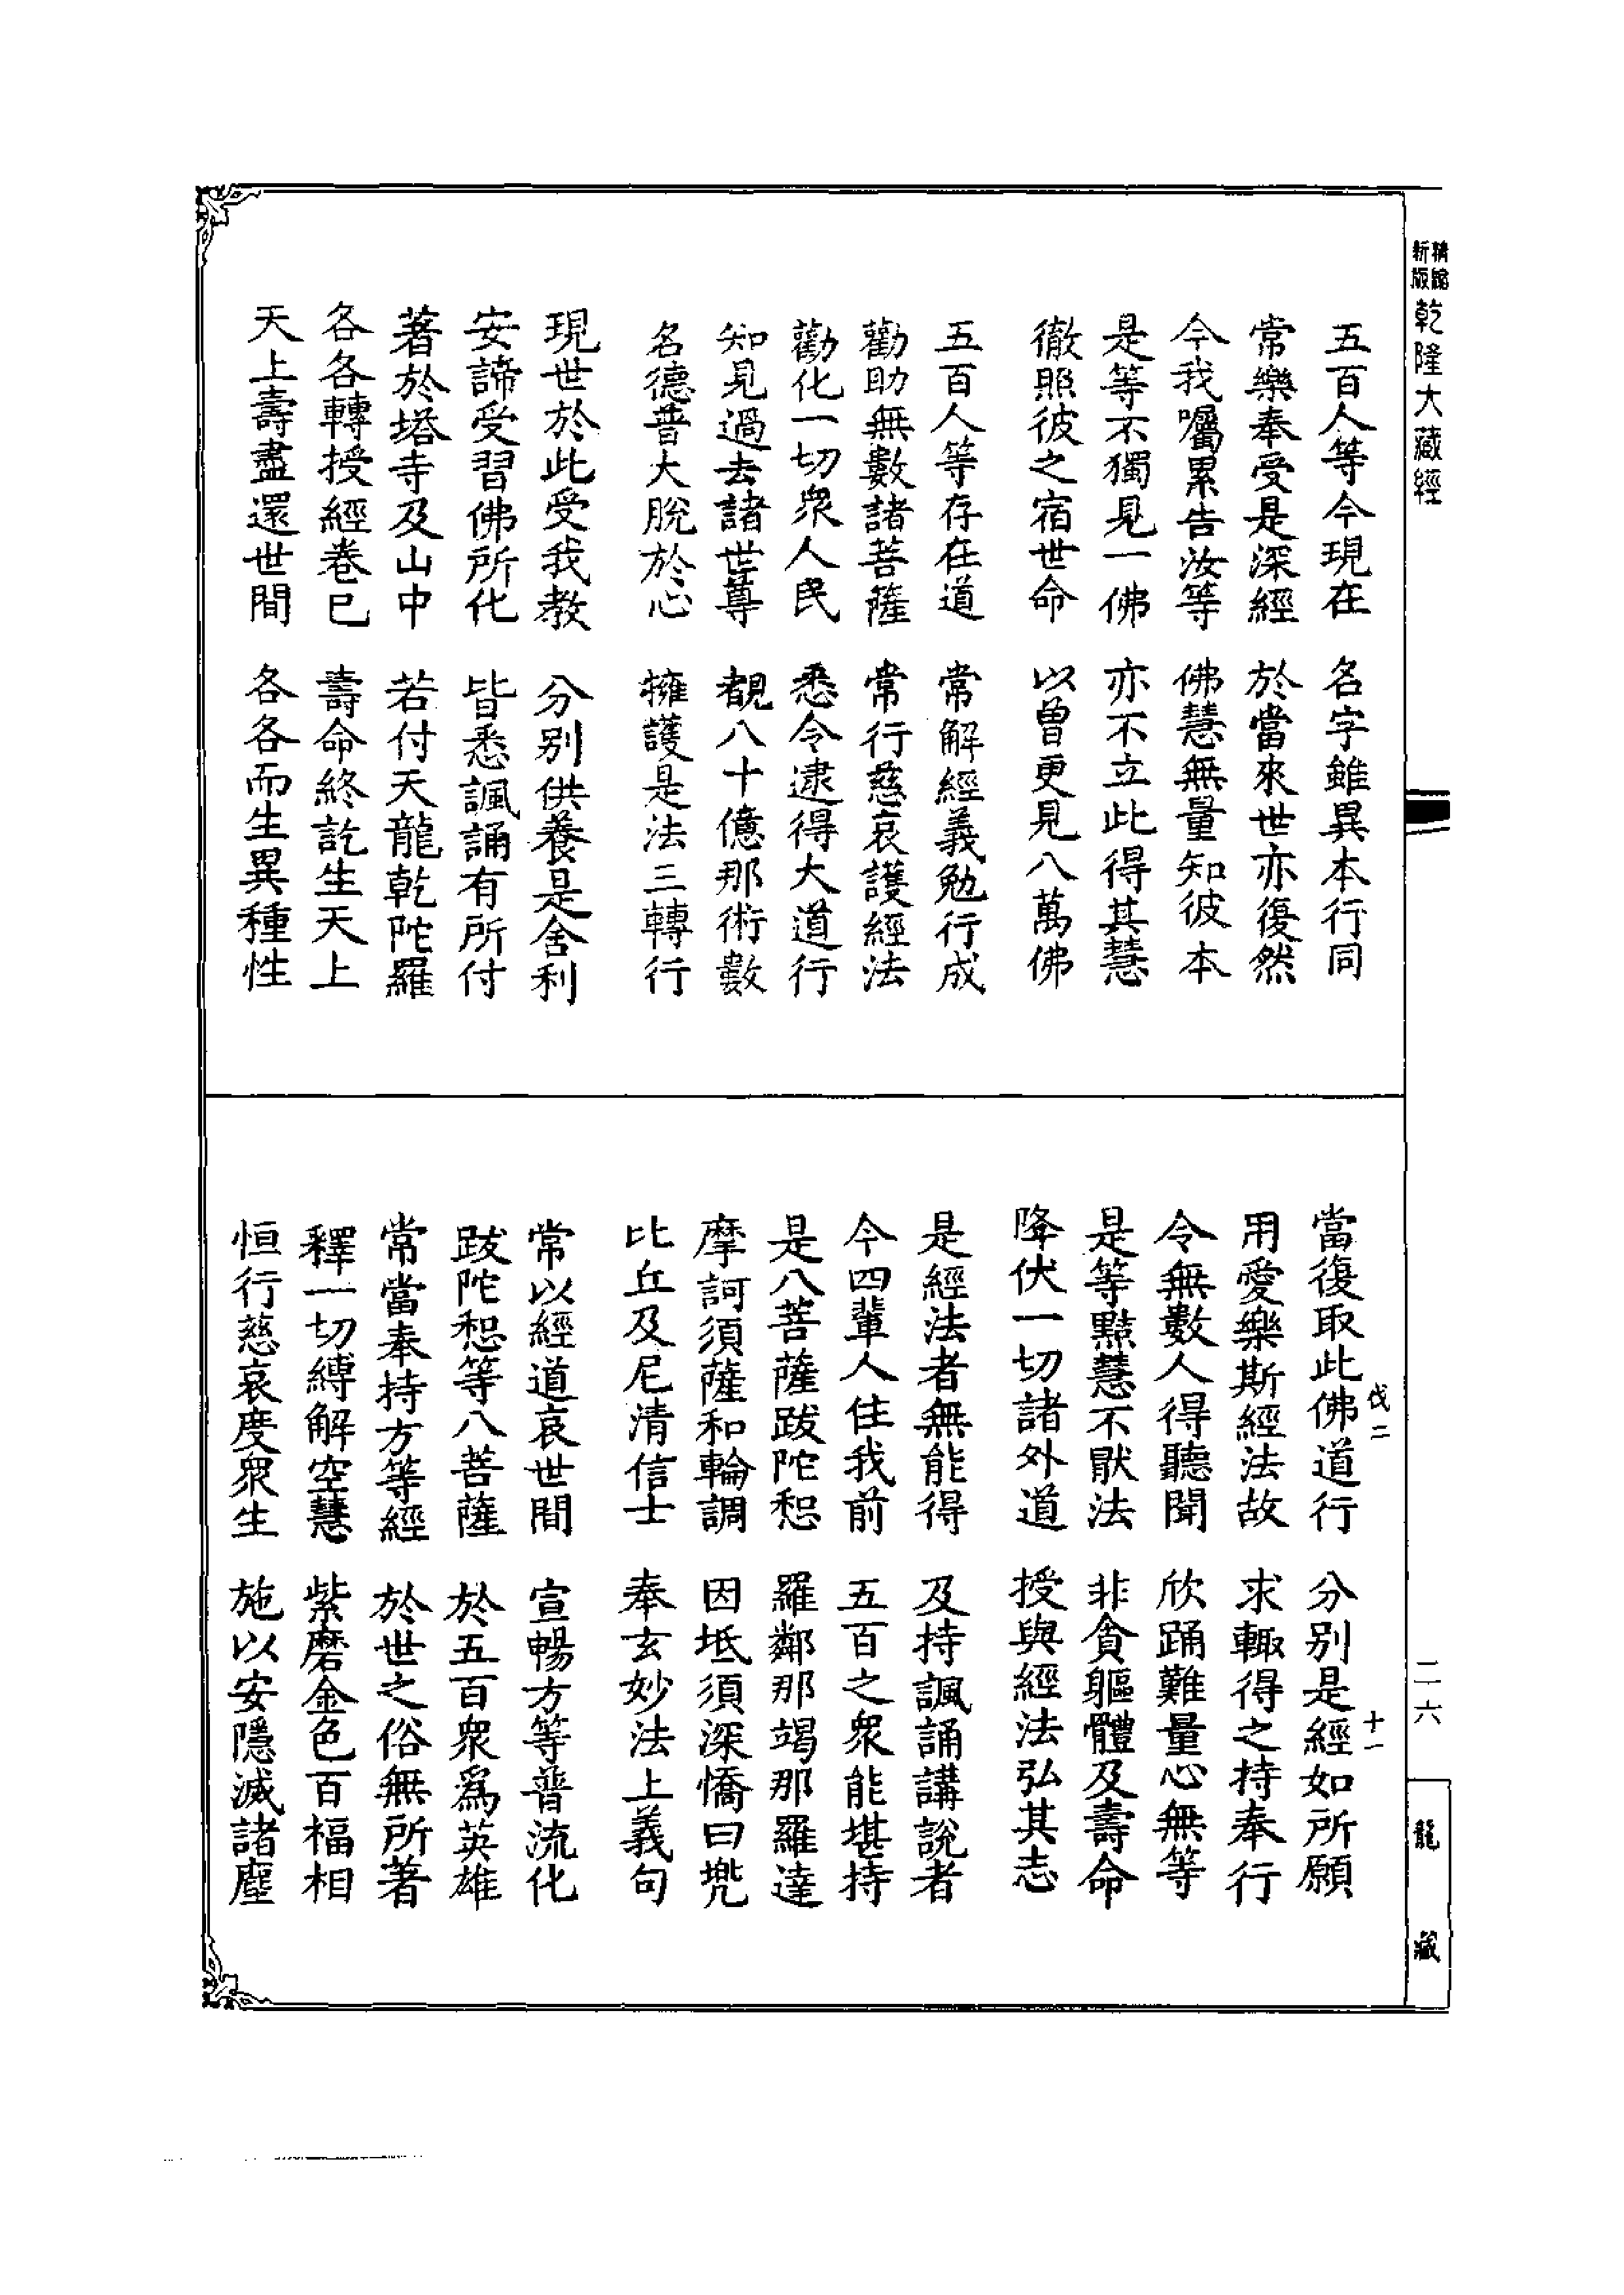 新版
精縮
乾隆大藏經
五百人等今現在　名字雖異本行同
常樂奉受是深經　於當來世亦復然
今我囑累告汝等　佛慧無量知彼本
是等不獨見一佛　亦不立此得其慧
徹照彼之宿世命　以曾更見八萬佛
五百人等存在道　常解經義勉行成
勸助無數諸菩薩　常行慈哀護經法
勸化一切衆人民　悉令逮得大道行
知見過去諸世尊　覩八十億那術數
名德普大脫於心　擁護是法三轉行
現世於此受我教　分別供養是舍利
安諦受習佛所化　皆悉諷誦有所付
著於塔寺及山中　若付天龍乾陀羅
各各轉授經卷已　壽命終訖生天上
天上壽盡還世間　各各而生異種性
伐二
十一
當復取此佛道行　分別是經如所願
用愛樂斯經法故　求輙得之持奉行
令無數人得聽聞　欣踊難量心無等
是等黠慧不猒法　非貪軀體及壽命
降伏一切諸外道　授與經法弘其志
是經法者無能得　及持諷誦講說者
今四輩人住我前　五百之衆能堪持
是八菩薩跋陀惒　羅鄰那竭那羅達
摩訶須薩和輪調　因坻須深憍曰兜
比丘及尼清信士　奉玄妙法上義句
常以經道哀世間　宣暢方等普流化
跋陀惒等八菩薩　於五百衆爲英雄
常當奉持方等經　於世之俗無所著
釋一切縛解空慧　紫磨金色百福相
恒行慈哀度衆生　施以安隱滅諸塵
二六
龍藏